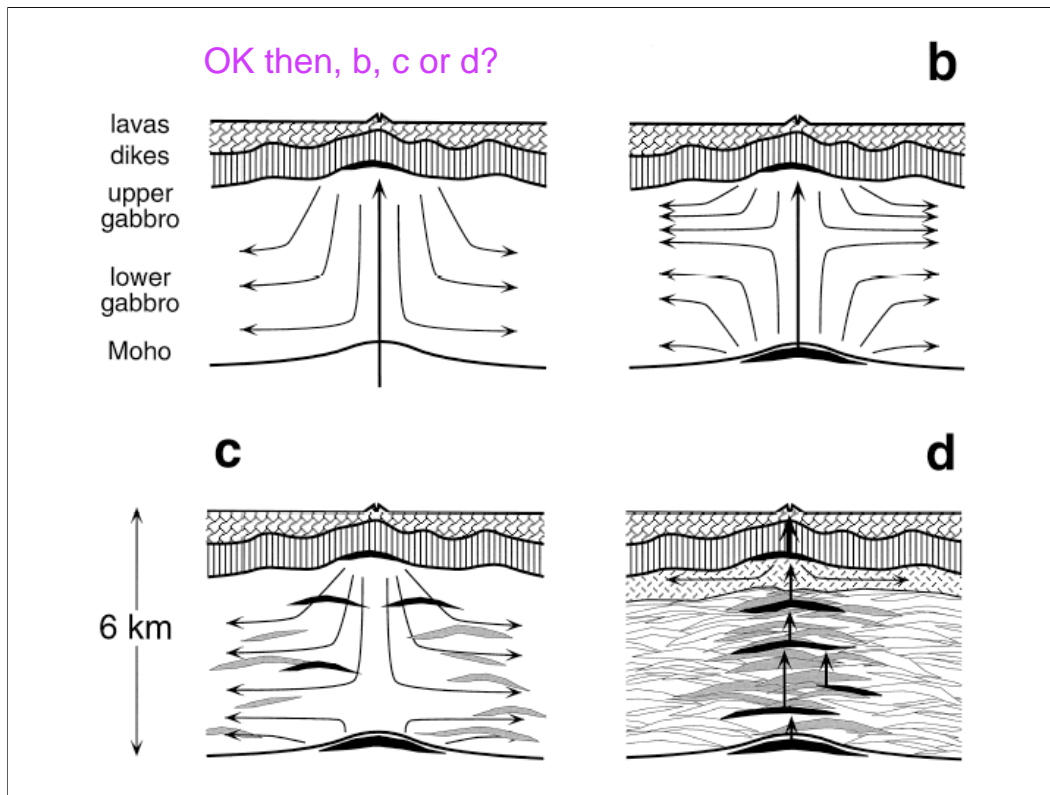 OK then, b, c or d?
b
lavas
dikes
upper
gabbro
lower
gabbro
Moho
c
d
6 km